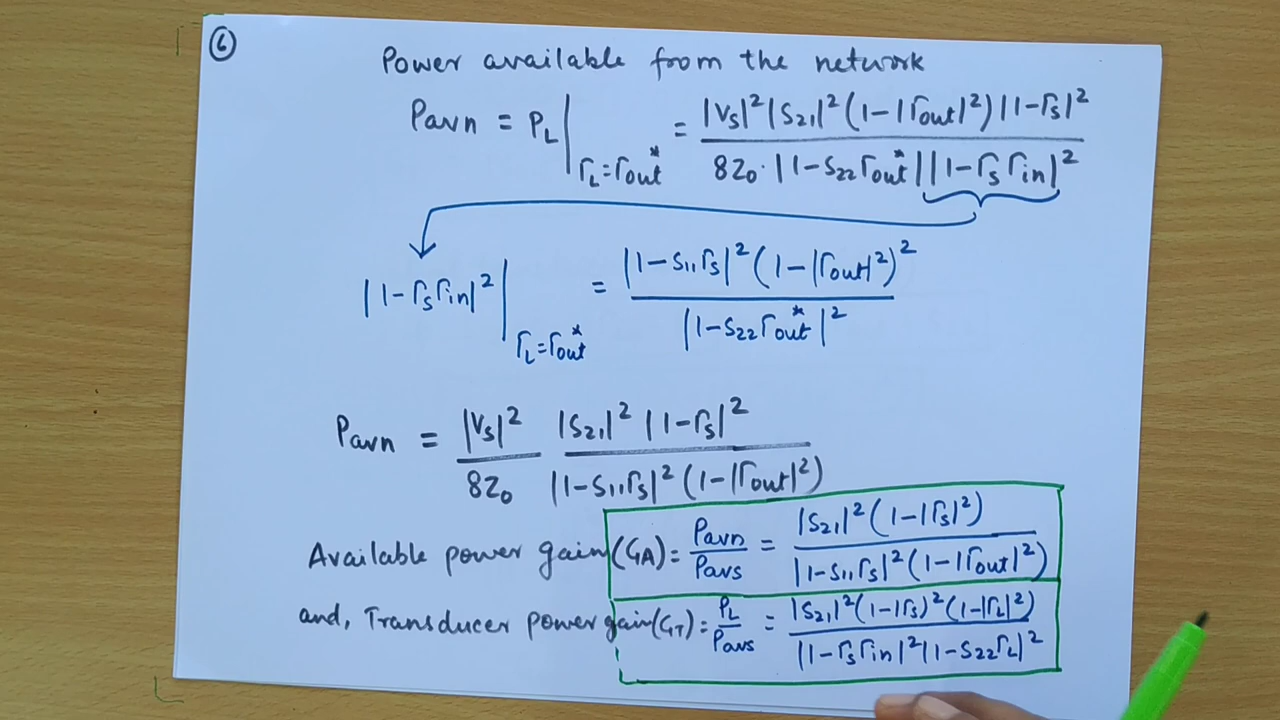 6
Power available from the network
Pavn = PL |ΓL=Γout* = |VS|²|S21|²(1-|Γout|²)|1-ΓS|² / 8Z0.|1-S22Γout*||1-ΓSΓin|²
|1-ΓSΓin|² |ΓL=Γout* = |1-S11ΓS|²(1-|Γout|²)² / |1-S22Γout*|²
Pavn = |VS|² / 8Z0 |S21|²|1-ΓS|² / |1-S11ΓS|²(1-|Γout|²)
Available power gain(GA)= Pavn / Pavs = |S21|²(1-|ΓS|²) / |1-S11ΓS|²(1-|Γout|²)
and, Transducer power gain(GT)= PL / Pavs = |S21|²(1-|ΓS)²(1-|ΓL|²) / |1-ΓSΓin|²|1-S22ΓL|²